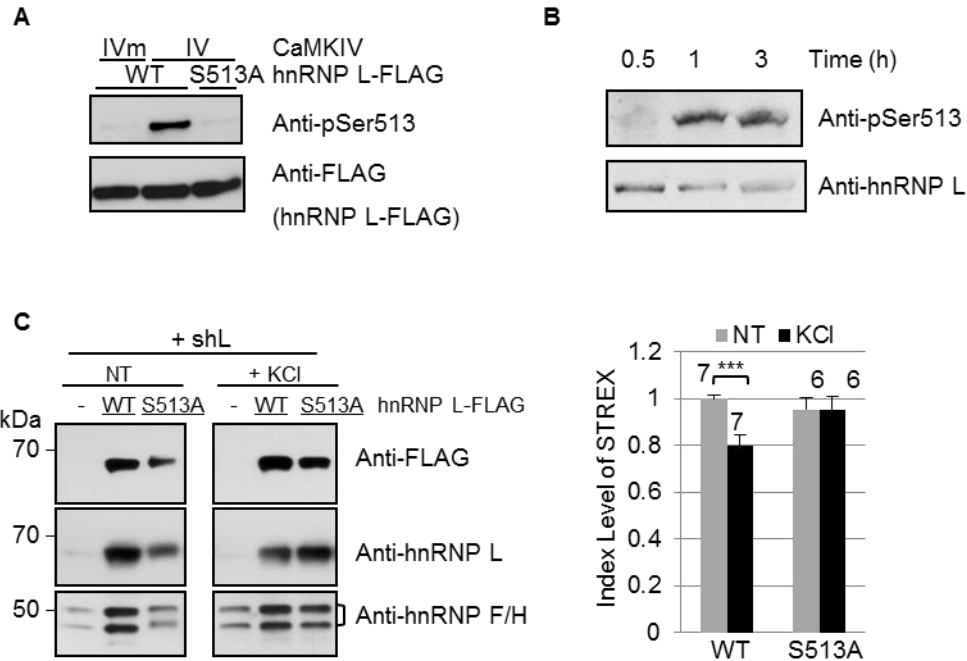 A
IVm IV CaMKIV
WT S513A hnRNP L-FLAG
Anti-pSer513
Anti-FLAG
(hnRNP L-FLAG)
B
0.5 1 3 Time (h)
Anti-pSer513
Anti-hnRNP L
C
+ shL
NT + KCl
- WT S513A - WT S513A hnRNP L-FLAG
kDa
70
Anti-FLAG
70
Anti-hnRNP L
50
Anti-hnRNP F/H
NT KCl
1.2
1
0.8
0.6
0.4
0.2
0
Index Level of STREX
7 *** 7 6 6
WT S513A